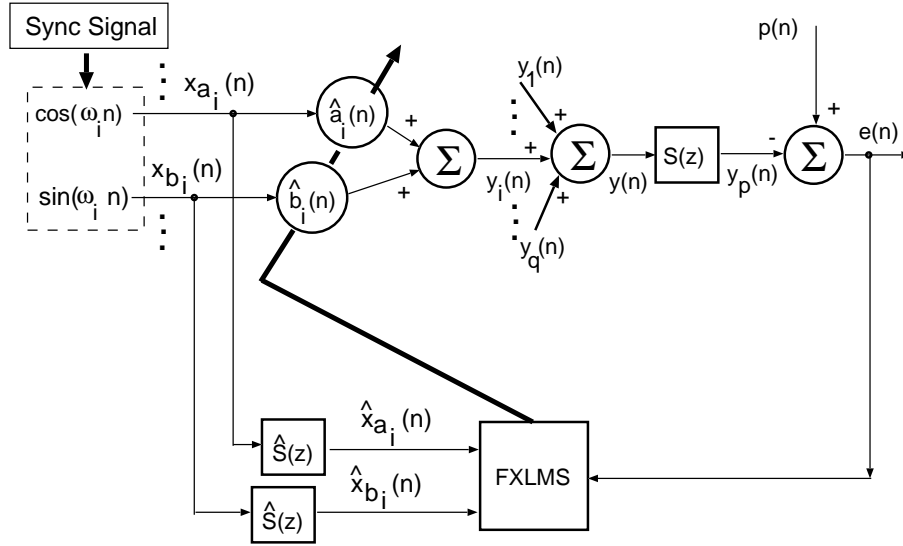 Sync Signal
p(n)
x_{a_i}(n)
y_1(n)
cos(ω_i n)
â_i(n)
+
+
+
+
Σ
Σ
S(z)
-
Σ
e(n)
x_{b_i}(n)
y_i(n)
y(n)
y_p(n)
sin(ω_i n)
b̂_i(n)
+
+
y_q(n)
x̂_{a_i}(n)
Ŝ(z)
FXLMS
x̂_{b_i}(n)
Ŝ(z)